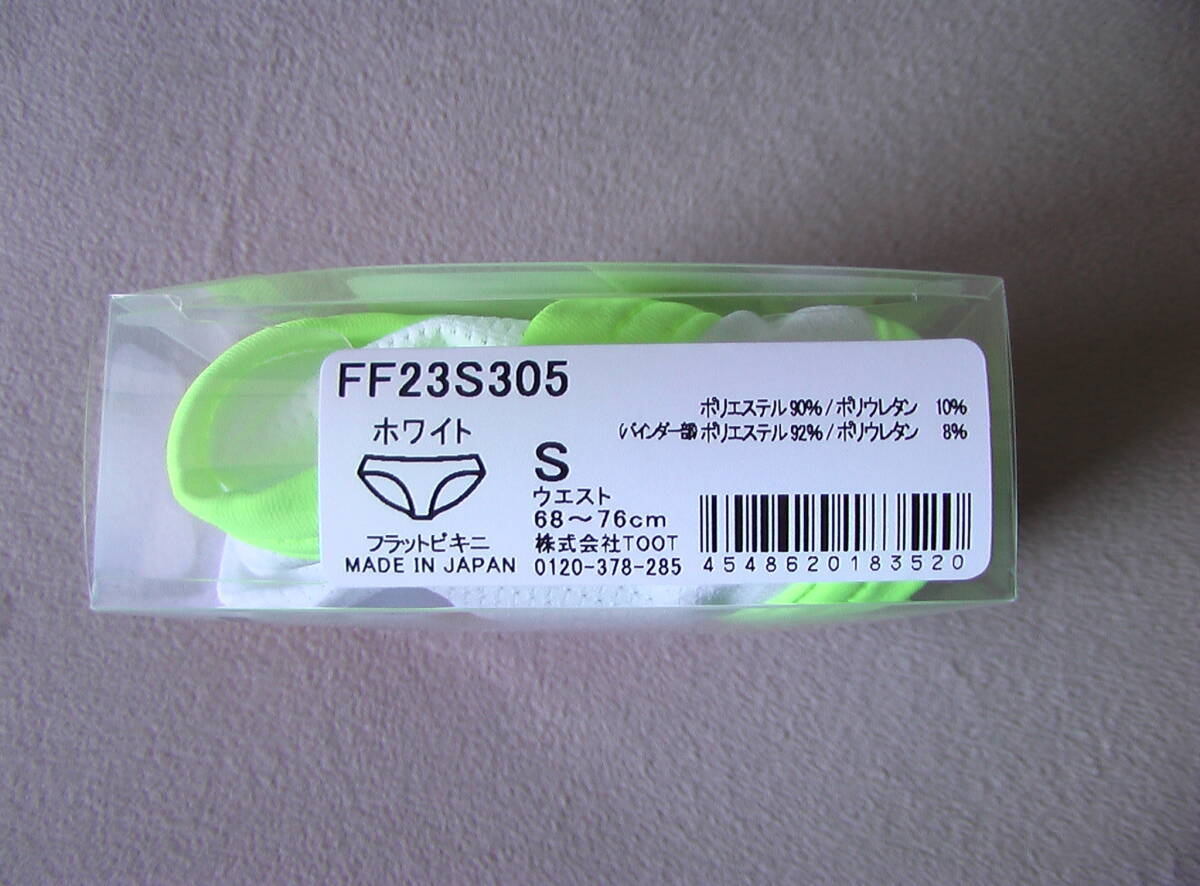 FF23S305
ホワイト
フラットビキニ
MADE IN JAPAN
S
ウエスト
68～76cm
株式会社TOOT
0120-378-285
ポリエステル 90% / ポリウレタン 10%
(バインダー部) ポリエステル 92% / ポリウレタン 8%
4548620183520